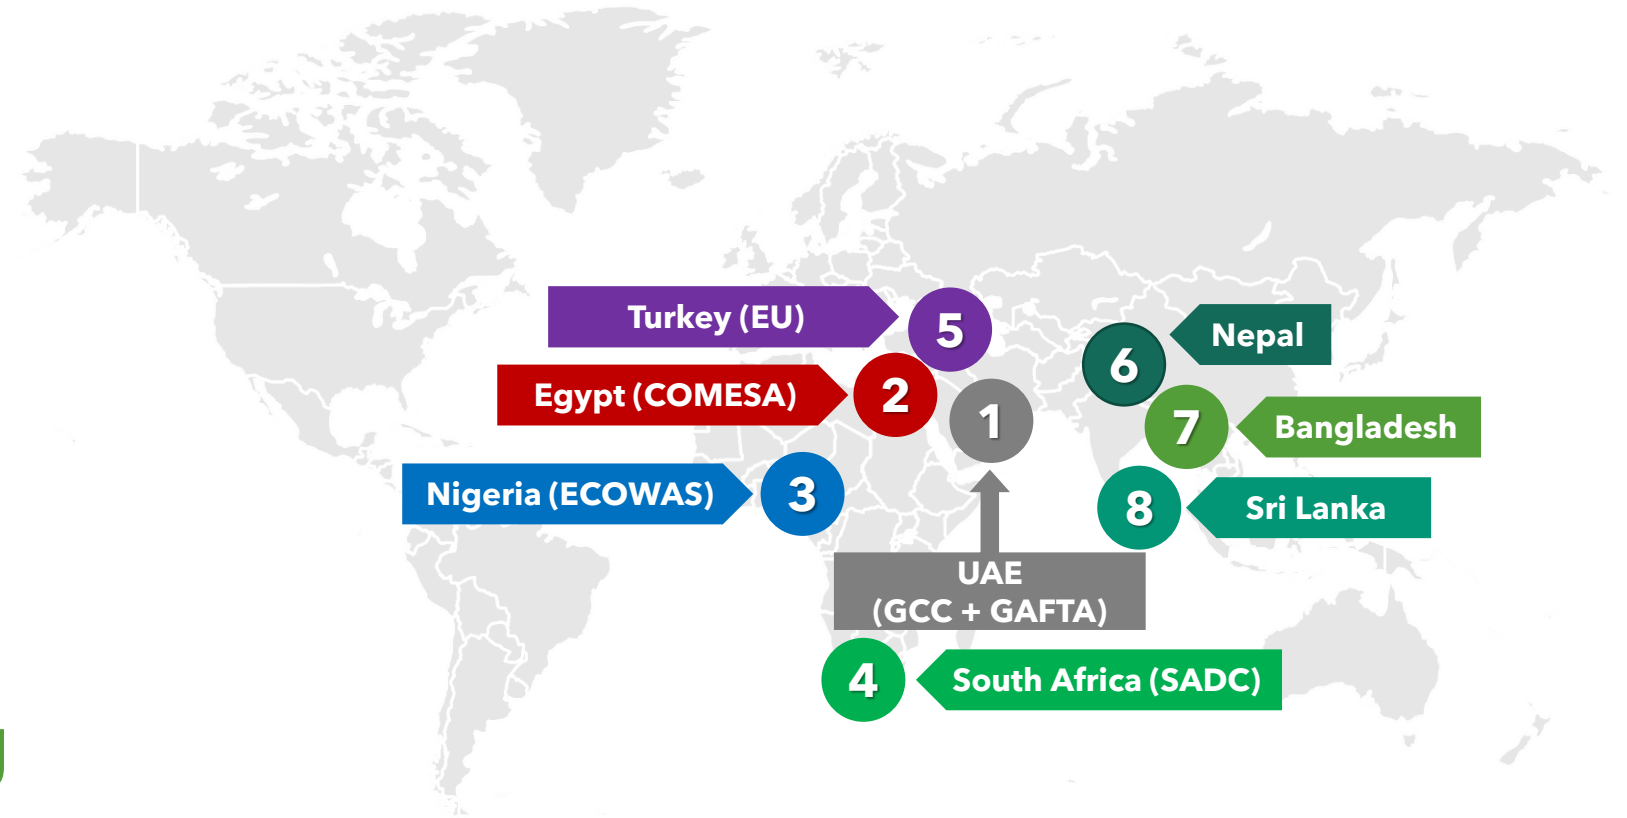 Turkey (EU)
5
Nepal
6
Egypt (COMESA)
2
1
7
Bangladesh
Nigeria (ECOWAS)
3
8
Sri Lanka
UAE
(GCC + GAFTA)
4
South Africa (SADC)